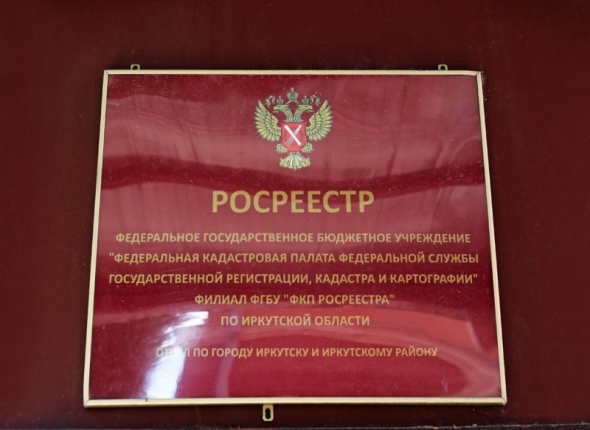 РОСРЕЕСТР
ФЕДЕРАЛЬНОЕ ГОСУДАРСТВЕННОЕ БЮДЖЕТНОЕ УЧРЕЖДЕНИЕ
"ФЕДЕРАЛЬНАЯ КАДАСТРОВАЯ ПАЛАТА ФЕДЕРАЛЬНОЙ СЛУЖБЫ
ГОСУДАРСТВЕННОЙ РЕГИСТРАЦИИ, КАДАСТРА И КАРТОГРАФИИ"
ФИЛИАЛ ФГБУ "ФКП РОСРЕЕСТРА"
ПО ИРКУТСКОЙ ОБЛАСТИ
ОТДЕЛ ПО ГОРОДУ ИРКУТСКУ И ИРКУТСКОМУ РАЙОНУ